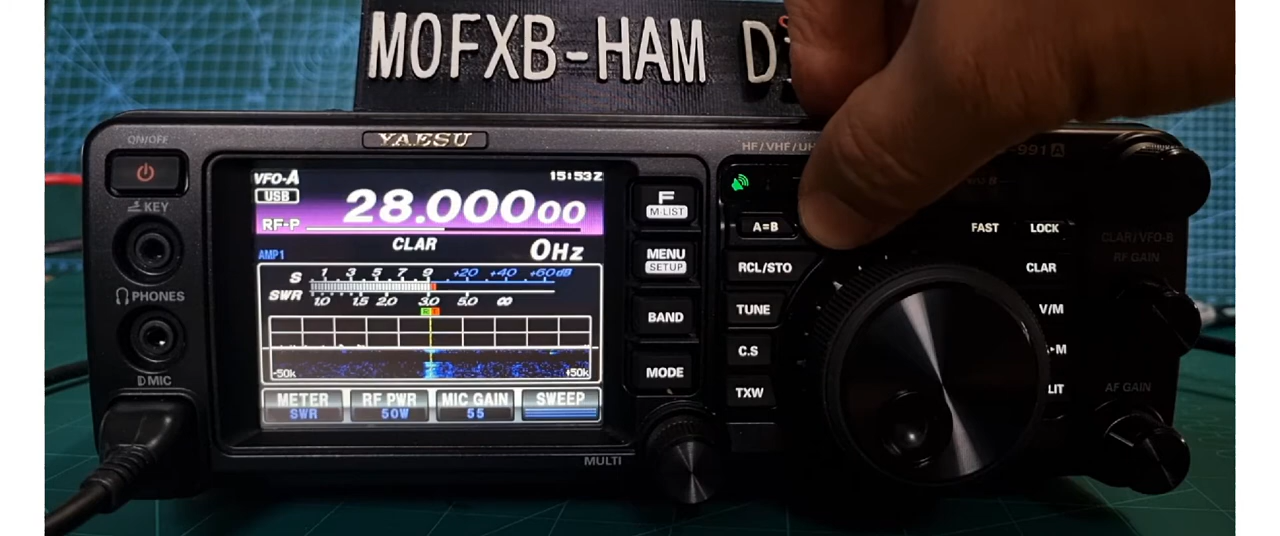 M0FXB-HAM
ON/OFF
YAESU
HF/VHF/
991A
VFO-A
15:53Z
USB
28.00000
RF-P
CLAR
0Hz
AMP1
S 1 3 5 7 9 +20 +40 +60dB
SWR 1.0 1.5 2.0 3.0 5.0 ∞
-50k
+50k
METER
SWR
RF PWR
50W
MIC GAIN
55
SWEEP
KEY
PHONES
MIC
F
M-LIST
MENU
SETUP
BAND
MODE
MULTI
A=B
RCL/STO
TUNE
C.S
TXW
FAST
LOCK
CLAR
V/M
CLAR/VFO-B
RF GAIN
AF GAIN